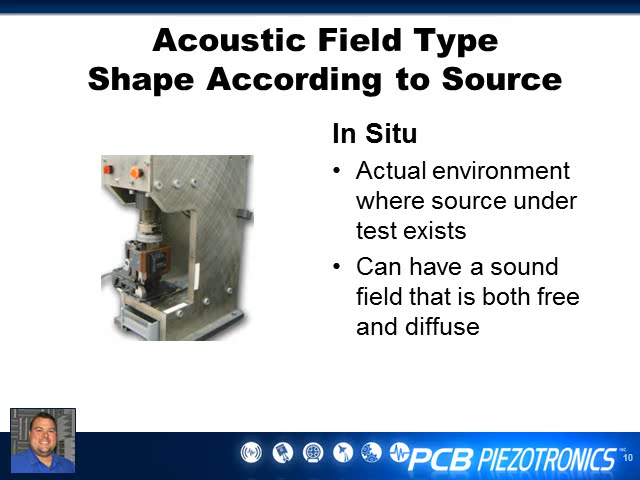 Acoustic Field Type
Shape According to Source
In Situ
• Actual environment
where source under
test exists
• Can have a sound
field that is both free
and diffuse
PCB PIEZOTRONICS INC
10